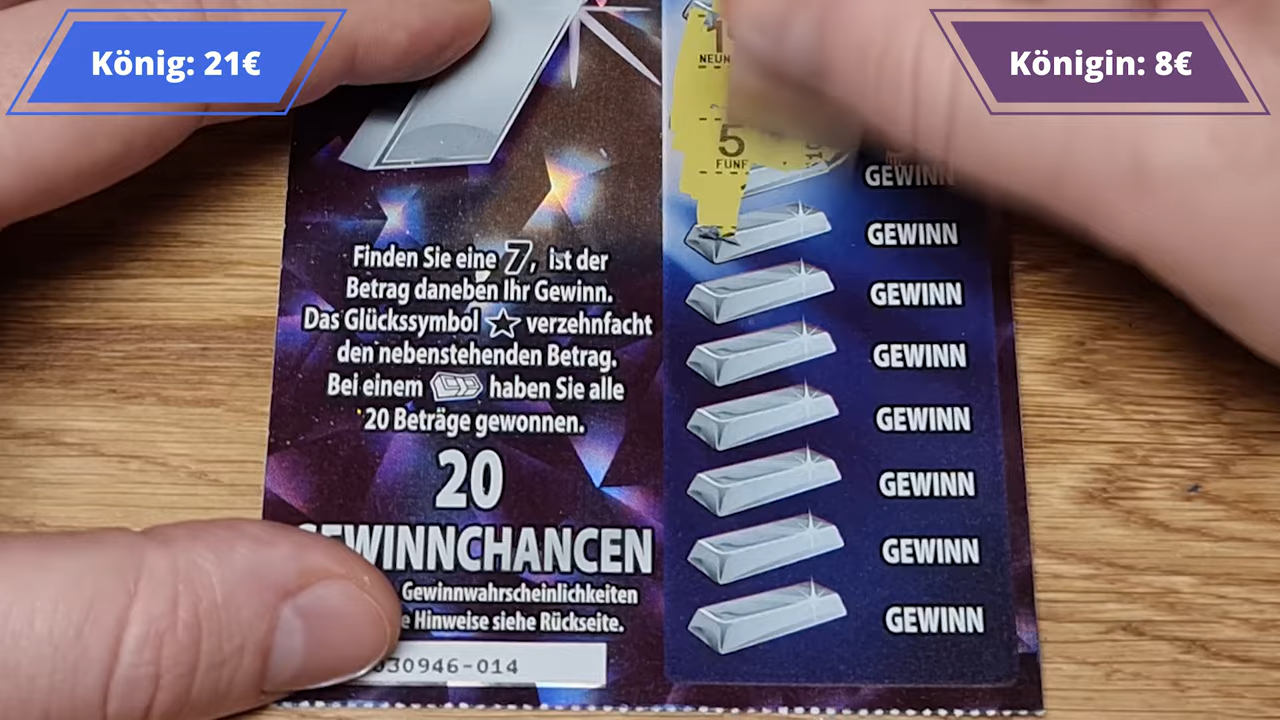 König: 21€
Königin: 8€
Finden Sie eine 7, ist der
Betrag daneben Ihr Gewinn.
Das Glückssymbol ☆ verzehnfacht
den nebenstehenden Betrag.
Bei einem haben Sie alle
20 Beträge gewonnen.
20
GEWINNCHANCEN
Gewinnwahrscheinlichkeiten
Hinweise siehe Rückseite.
30946-014
NEUN
5
FUNF
GEWINN
GEWINN
GEWINN
GEWINN
GEWINN
GEWINN
GEWINN
GEWINN